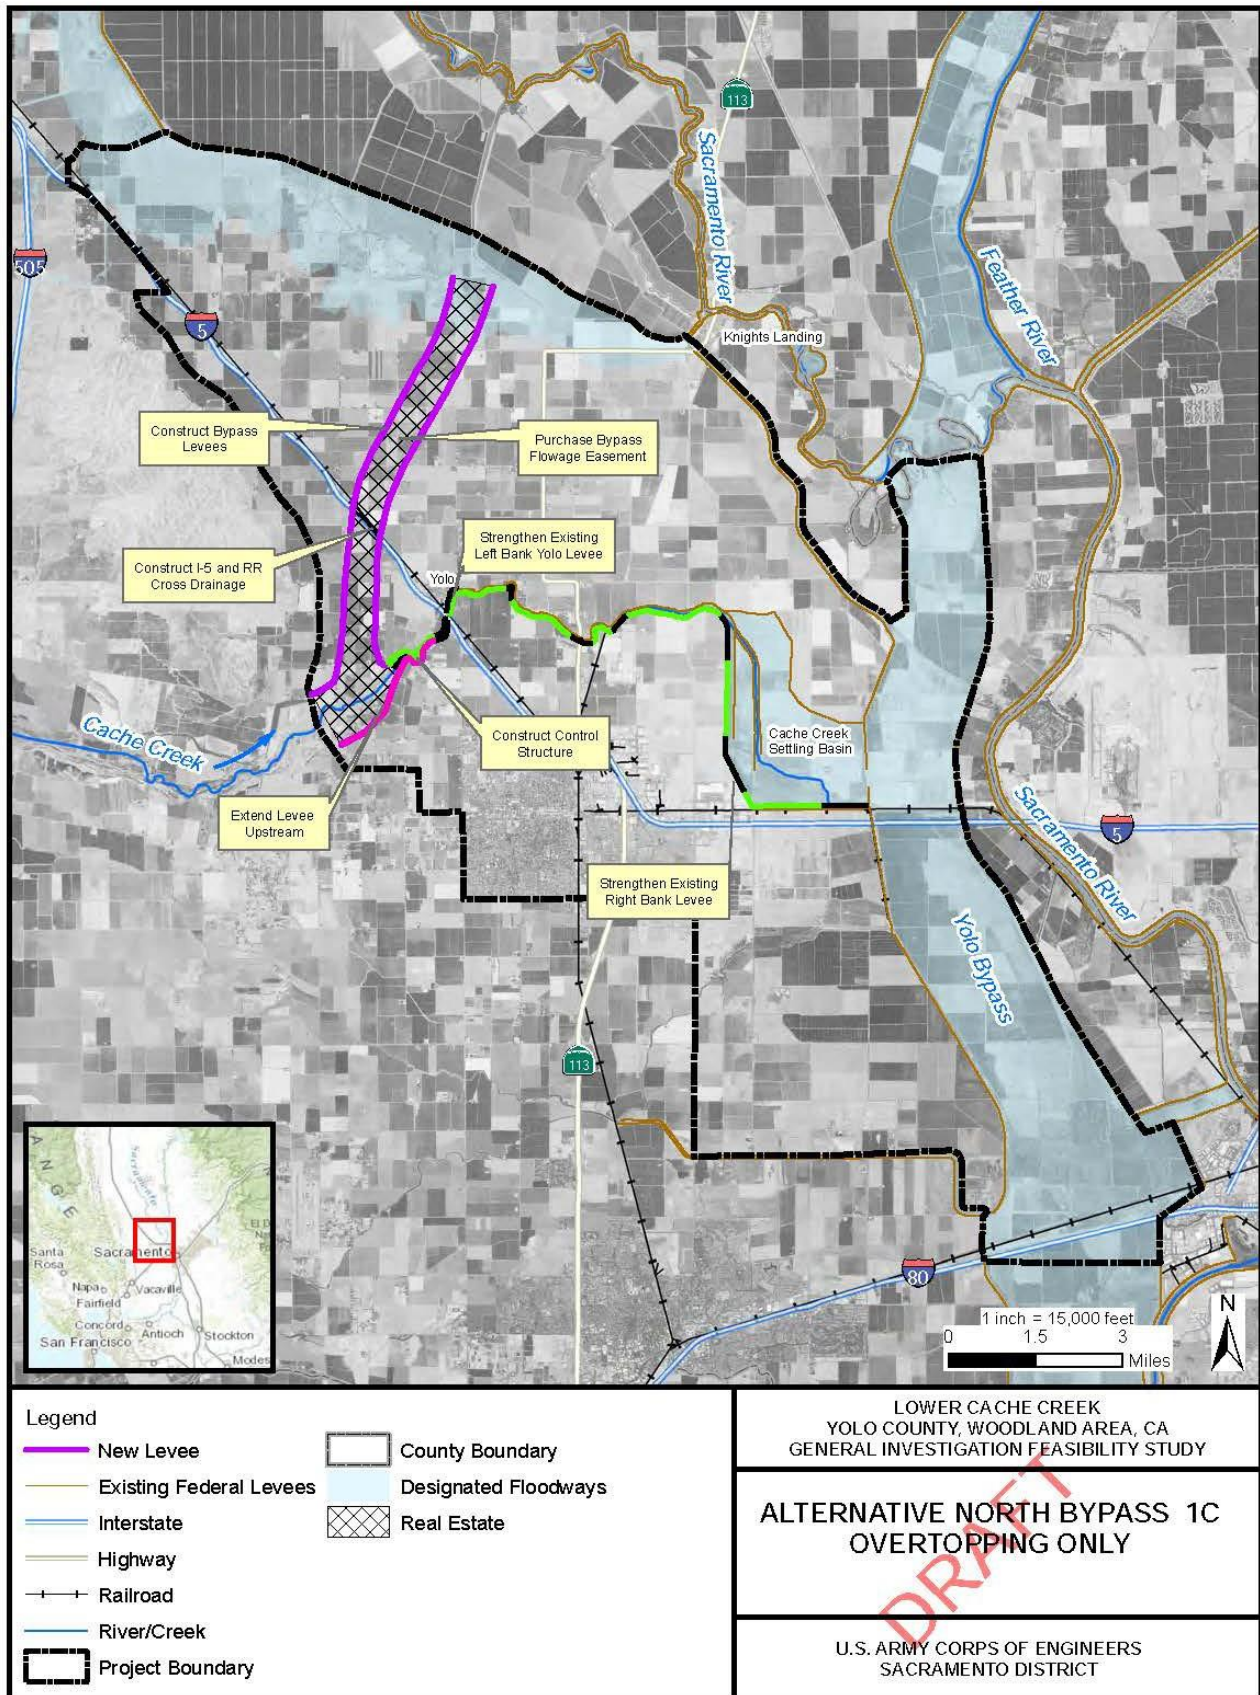 113
Sacramento River
505
5
Feather River
Knights Landing
Construct Bypass
Levees
Purchase Bypass
Flowage Easement
Strengthen Existing
Left Bank Yolo Levee
Construct I-5 and RR
Cross Drainage
Yolo
Cache Creek
Construct Control
Structure
Cache Creek
Settling Basin
Extend Levee
Upstream
Sacramento River
5
Strengthen Existing
Right Bank Levee
Yolo Bypass
113
80
Sacramento
ANGE
Santa
Rosa
Sacramento
El D
Na
Fo
Napa
Vacaville
Fairfield
Concord
Antioch
Stockton
San Francisco
Modes
1 inch = 15,000 feet
0 1.5 3
Miles
N
Legend
New Levee
Existing Federal Levees
Interstate
Highway
Railroad
River/Creek
Project Boundary
County Boundary
Designated Floodways
Real Estate
LOWER CACHE CREEK
YOLO COUNTY, WOODLAND AREA, CA
GENERAL INVESTIGATION FEASIBILITY STUDY
ALTERNATIVE NORTH BYPASS 1C
OVERTOPPING ONLY
DRAFT
U.S. ARMY CORPS OF ENGINEERS
SACRAMENTO DISTRICT